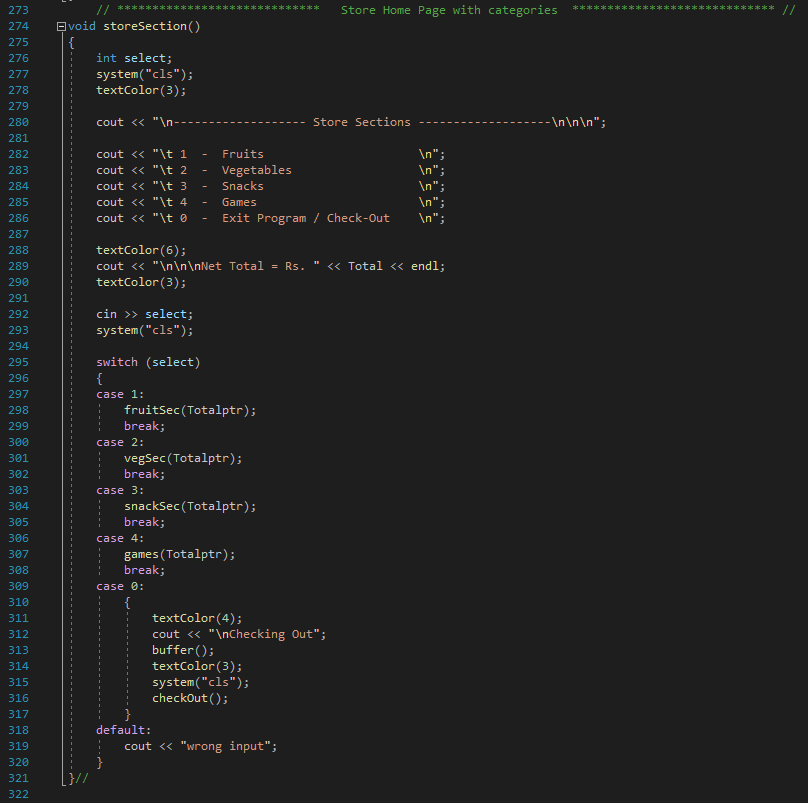 273 // ***************************** Store Home Page with categories ***************************** //
274 void storeSection()
275 {
276 int select;
277 system("cls");
278 textColor(3);
279
280 cout << "\n------------------- Store Sections -------------------\n\n\n";
281
282 cout << "\t 1 - Fruits \n";
283 cout << "\t 2 - Vegetables \n";
284 cout << "\t 3 - Snacks \n";
285 cout << "\t 4 - Games \n";
286 cout << "\t 0 - Exit Program / Check-Out \n";
287
288 textColor(6);
289 cout << "\n\n\nNet Total = Rs. " << Total << endl;
290 textColor(3);
291
292 cin >> select;
293 system("cls");
294
295 switch (select)
296 {
297 case 1:
298 fruitSec(Totalptr);
299 break;
300 case 2:
301 vegSec(Totalptr);
302 break;
303 case 3:
304 snackSec(Totalptr);
305 break;
306 case 4:
307 games(Totalptr);
308 break;
309 case 0:
310 {
311 textColor(4);
312 cout << "\nChecking Out";
313 buffer();
314 textColor(3);
315 system("cls");
316 checkOut();
317 }
318 default:
319 cout << "wrong input";
320 }
321 }//
322